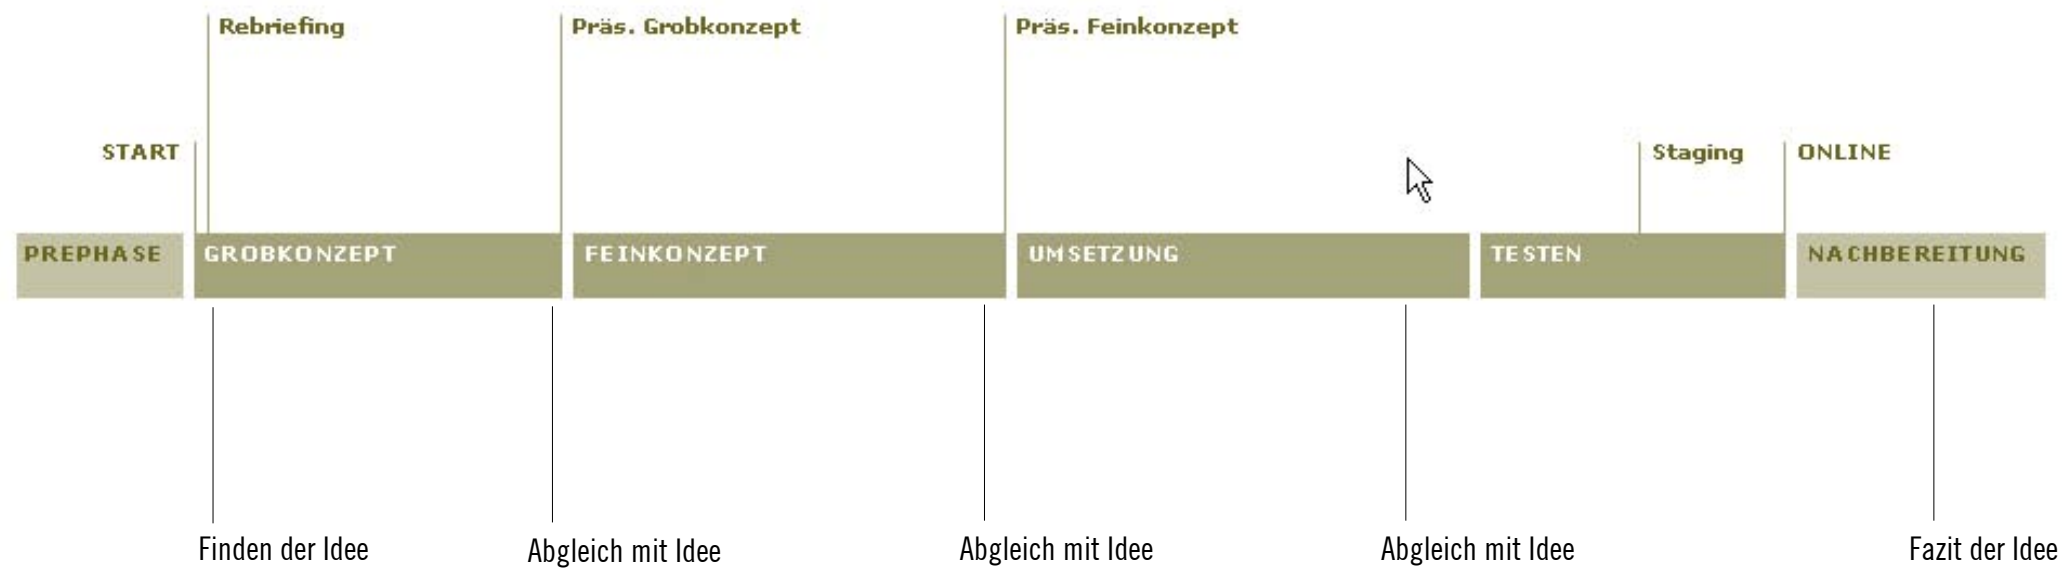 Rebriefing
Präs. Grobkonzept
Präs. Feinkonzept
START
Staging
ONLINE
PREPHASE
GROBKONZEPT
FEINKONZEPT
UMSETZUNG
TESTEN
NACHBEREITUNG
Finden der Idee
Abgleich mit Idee
Abgleich mit Idee
Abgleich mit Idee
Fazit der Idee